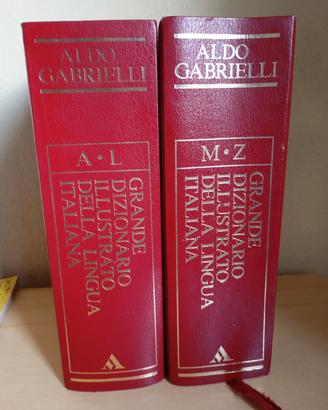 ALDO
GABRIELLI
A • L
GRANDE
DIZIONARIO
ILLUSTRATO
DELLA LINGUA
ITALIANA
ALDO
GABRIELLI
M • Z
GRANDE
DIZIONARIO
ILLUSTRATO
DELLA LINGUA
ITALIANA